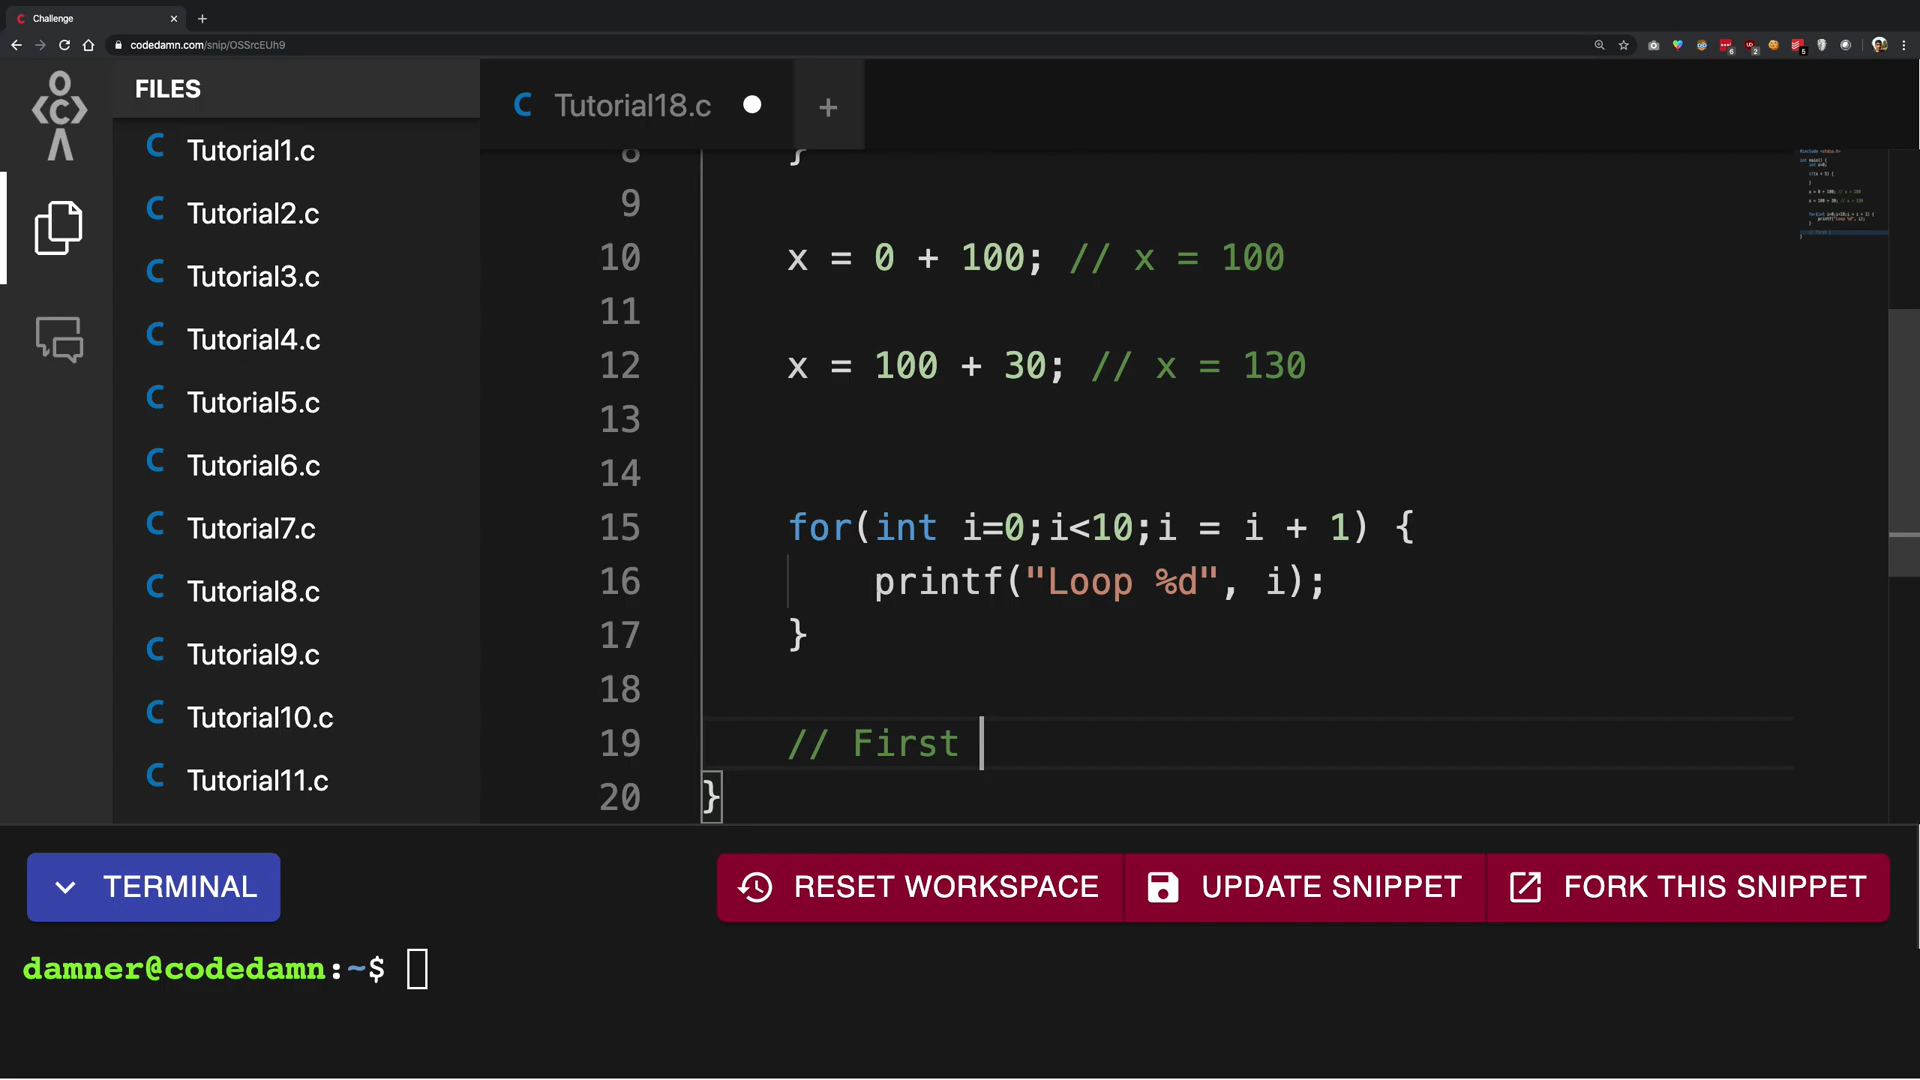 Challenge
codedamn.com/snip/OSSrcEUh9
FILES
Tutorial1.c
Tutorial2.c
Tutorial3.c
Tutorial4.c
Tutorial5.c
Tutorial6.c
Tutorial7.c
Tutorial8.c
Tutorial9.c
Tutorial10.c
Tutorial11.c
Tutorial18.c
8 }
9
10 x = 0 + 100; // x = 100
11
12 x = 100 + 30; // x = 130
13
14
15 for(int i=0;i<10;i = i + 1) {
16 printf("Loop %d", i);
17 }
18
19 // First
20 }
TERMINAL
RESET WORKSPACE
UPDATE SNIPPET
FORK THIS SNIPPET
damner@codedamn:~$